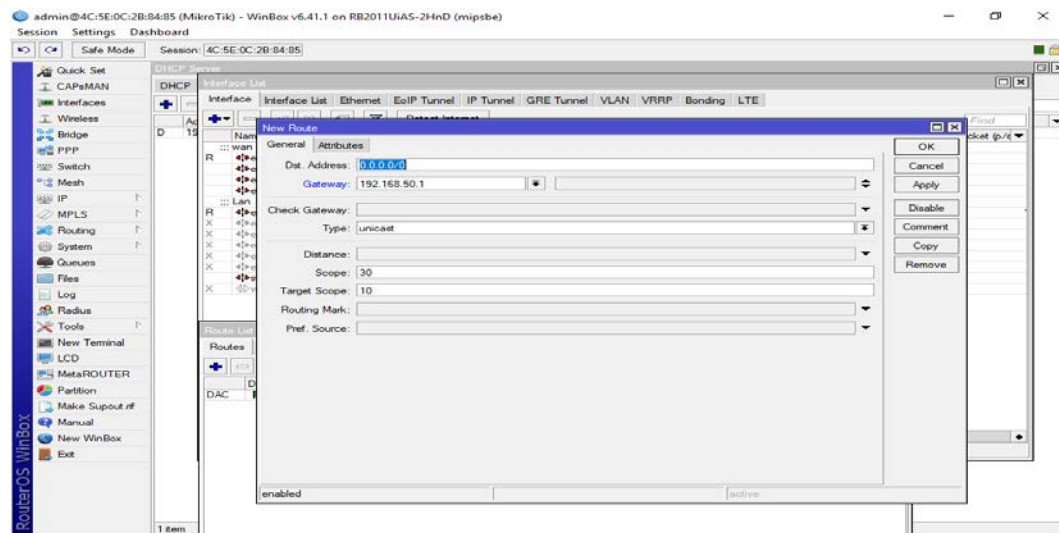 admin@4C:5E:0C:2B:84:85 (MikroTik) - WinBox v6.41.1 on RB2011UiAS-2HnD (mipsbe)
Session Settings Dashboard
Safe Mode Session: 4C:5E:0C:2B:84:85
Quick Set
CAPsMAN
Interfaces
Wireless
Bridge
PPP
Switch
Mesh
IP
MPLS
Routing
System
Queues
Files
Log
Radius
Tools
New Terminal
LCD
MetaROUTER
Partition
Make Supout.rif
Manual
New WinBox
Exit
RouterOS WinBox
DHCP Server
DHCP
D 19
1 item
Interface List
Interface Interface List Ethernet EoIP Tunnel IP Tunnel GRE Tunnel VLAN VRRP Bonding LTE
Detect Internet
Find
Nam
::: wan
R
::: Lan
R
X
X
X
X
X
Route List
Routes
D
DAC
New Route
General Attributes
Dst. Address: 0.0.0.0/0
Gateway: 192.168.50.1
Check Gateway:
Type: unicast
Distance:
Scope: 30
Target Scope: 10
Routing Mark:
Pref. Source:
OK
Cancel
Apply
Disable
Comment
Copy
Remove
enabled active